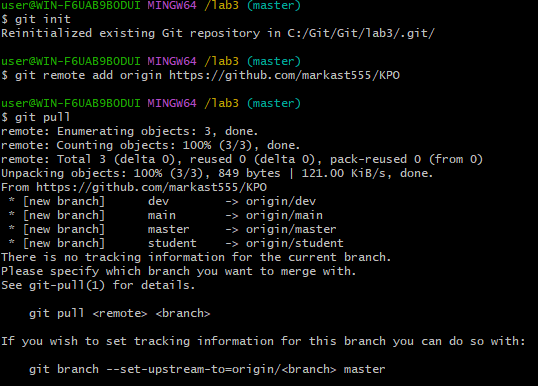 user@WIN-F6UAB9BODUI MINGW64 /lab3 (master)
$ git init
Reinitialized existing Git repository in C:/Git/Git/lab3/.git/
user@WIN-F6UAB9BODUI MINGW64 /lab3 (master)
$ git remote add origin https://github.com/markast555/KPO
user@WIN-F6UAB9BODUI MINGW64 /lab3 (master)
$ git pull
remote: Enumerating objects: 3, done.
remote: Counting objects: 100% (3/3), done.
remote: Total 3 (delta 0), reused 0 (delta 0), pack-reused 0 (from 0)
Unpacking objects: 100% (3/3), 849 bytes | 121.00 KiB/s, done.
From https://github.com/markast555/KPO
 * [new branch]      dev        -> origin/dev
 * [new branch]      main       -> origin/main
 * [new branch]      master     -> origin/master
 * [new branch]      student    -> origin/student
There is no tracking information for the current branch.
Please specify which branch you want to merge with.
See git-pull(1) for details.
    git pull <remote> <branch>
If you wish to set tracking information for this branch you can do so with:
    git branch --set-upstream-to=origin/<branch> master